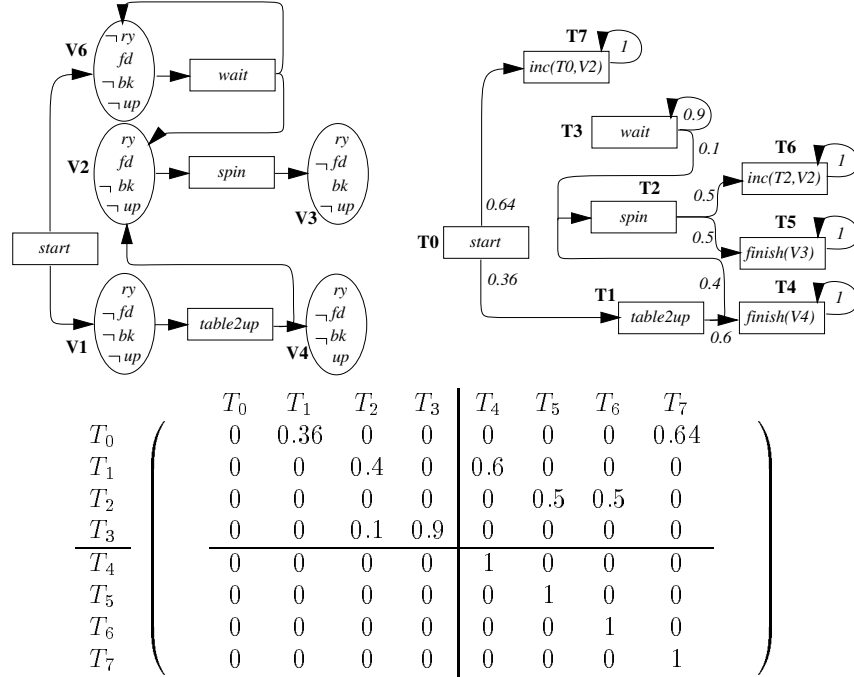 V6
¬ ry
fd
¬ bk
¬ up
wait
V2
ry
fd
¬ bk
¬ up
spin
ry
¬ fd
bk
¬ up
V3
start
V1
ry
¬ fd
¬ bk
¬ up
table2up
V4
ry
¬ fd
¬ bk
up
T7
inc(T0,V2)
1
T3
wait
0.9
0.1
T6
inc(T2,V2)
1
T2
spin
0.5
0.5
0.64
T0
start
0.36
T5
finish(V3)
1
0.4
T1
table2up
0.6
T4
finish(V4)
1
T0 T1 T2 T3 T4 T5 T6 T7
T0 0 0.36 0 0 0 0 0 0.64
T1 0 0 0.4 0 0.6 0 0 0
T2 0 0 0 0 0 0.5 0.5 0
T3 0 0 0.1 0.9 0 0 0 0
T4 0 0 0 0 1 0 0 0
T5 0 0 0 0 0 1 0 0
T6 0 0 0 0 0 0 1 0
T7 0 0 0 0 0 0 0 1